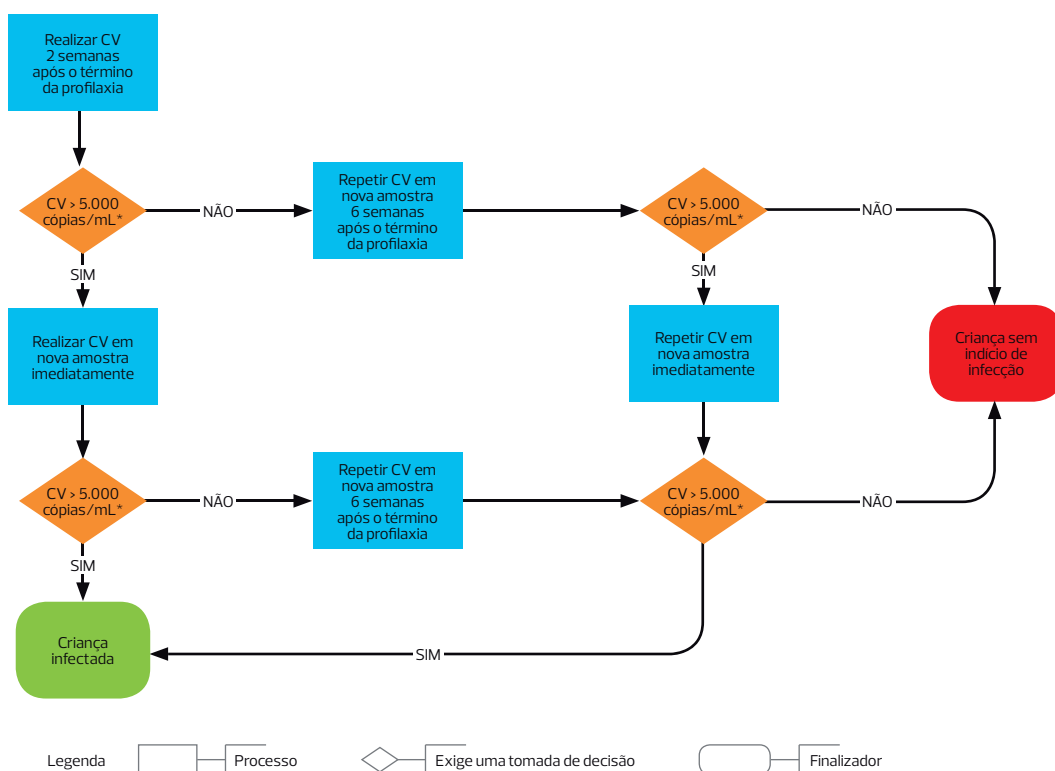 Realizar CV
2 semanas
após o término
da profilaxia
CV > 5.000
cópias/mL*
NÃO
Repetir CV em
nova amostra
6 semanas
após o término
da profilaxia
CV > 5.000
cópias/mL*
NÃO
SIM
SIM
Realizar CV em
nova amostra
imediatamente
Repetir CV em
nova amostra
imediatamente
Criança sem
indício de
infecção
CV > 5.000
cópias/mL*
NÃO
Repetir CV em
nova amostra
6 semanas
após o término
da profilaxia
CV > 5.000
cópias/mL*
NÃO
SIM
Criança
infectada
SIM
Legenda
Processo
Exige uma tomada de decisão
Finalizador